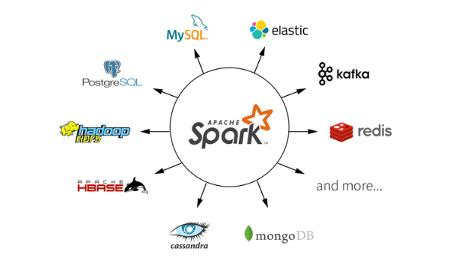 MySQL
elastic
PostgreSQL
kafka
hadoop
HDFS
APACHE
Spark
redis
APACHE
HBASE
and more...
cassandra
mongoDB